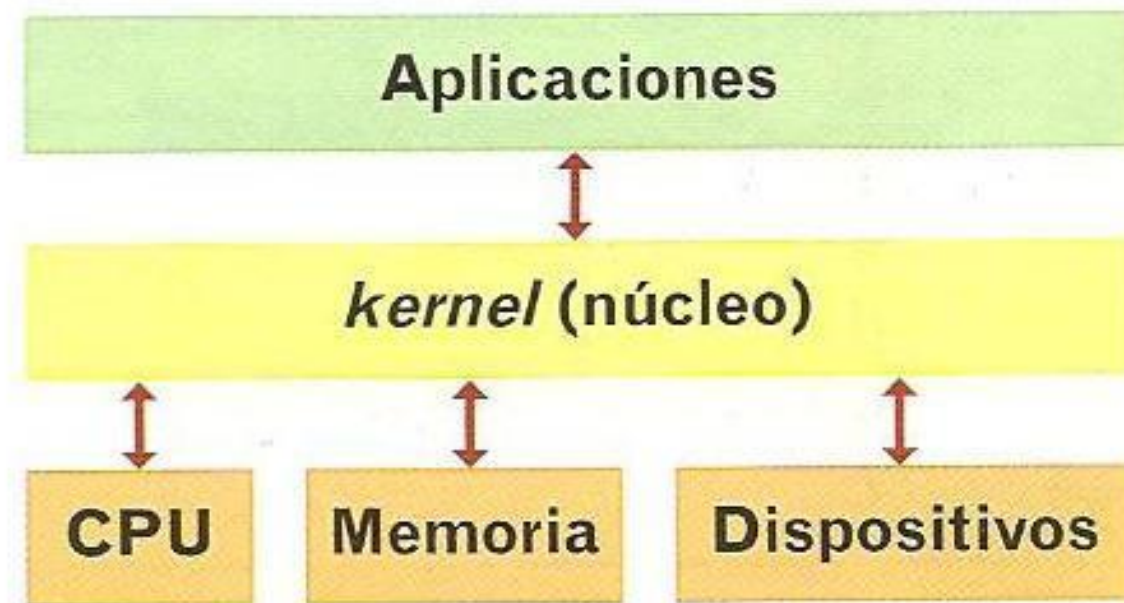 Aplicaciones
kernel (núcleo)
CPU
Memoria
Dispositivos